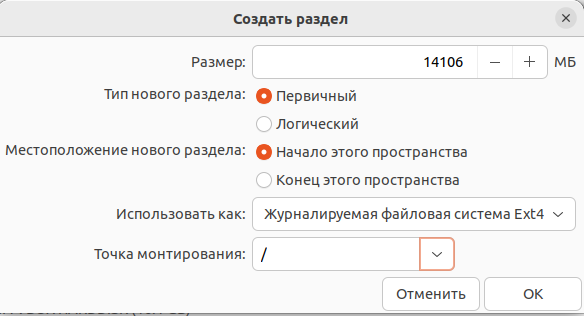 Создать раздел
Размер: 14106 МБ
Тип нового раздела: Первичный
Логический
Местоположение нового раздела: Начало этого пространства
Конец этого пространства
Использовать как: Журналируемая файловая система Ext4
Точка монтирования: /
Отменить OK